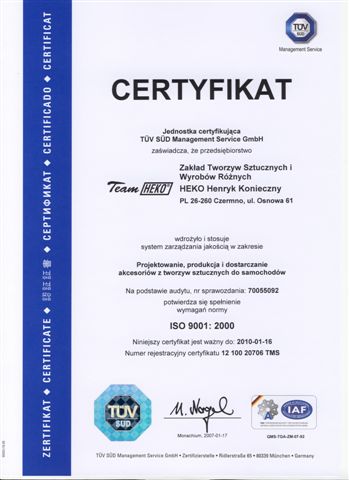 TÜV
SÜD
Management Service
CERTYFIKAT
Jednostka certyfikująca
TÜV SÜD Management Service GmbH
zaświadcza, że przedsiębiorstwo
Team HEKO
Zakład Tworzyw Sztucznych i
Wyrobów Różnych
HEKO Henryk Konieczny
PL 26-260 Czermno, ul. Osnowa 61
wdrożyło i stosuje
system zarządzania jakością w zakresie
Projektowanie, produkcja i dostarczanie
akcesoriów z tworzyw sztucznych do samochodów
Na podstawie audytu, nr sprawozdania: 70055092
potwierdza się spełnienie
wymagań normy
ISO 9001: 2000
Niniejszy certyfikat jest ważny do: 2010-01-16
Numer rejestracyjny certyfikatu 12 100 20706 TMS
TÜV
SÜD
Monachium, 2007-01-17
IAF
QMS-TGA-ZM-07-92
TÜV SÜD Management Service GmbH • Zertifizierstelle • Ridlerstraße 65 • 80339 München • Germany
ZERTIFIKAT ◆ CERTIFICATE ◆ 認證證書 ◆ СЕРТИФИКАТ ◆ CERTIFICADO ◆ CERTIFICAT